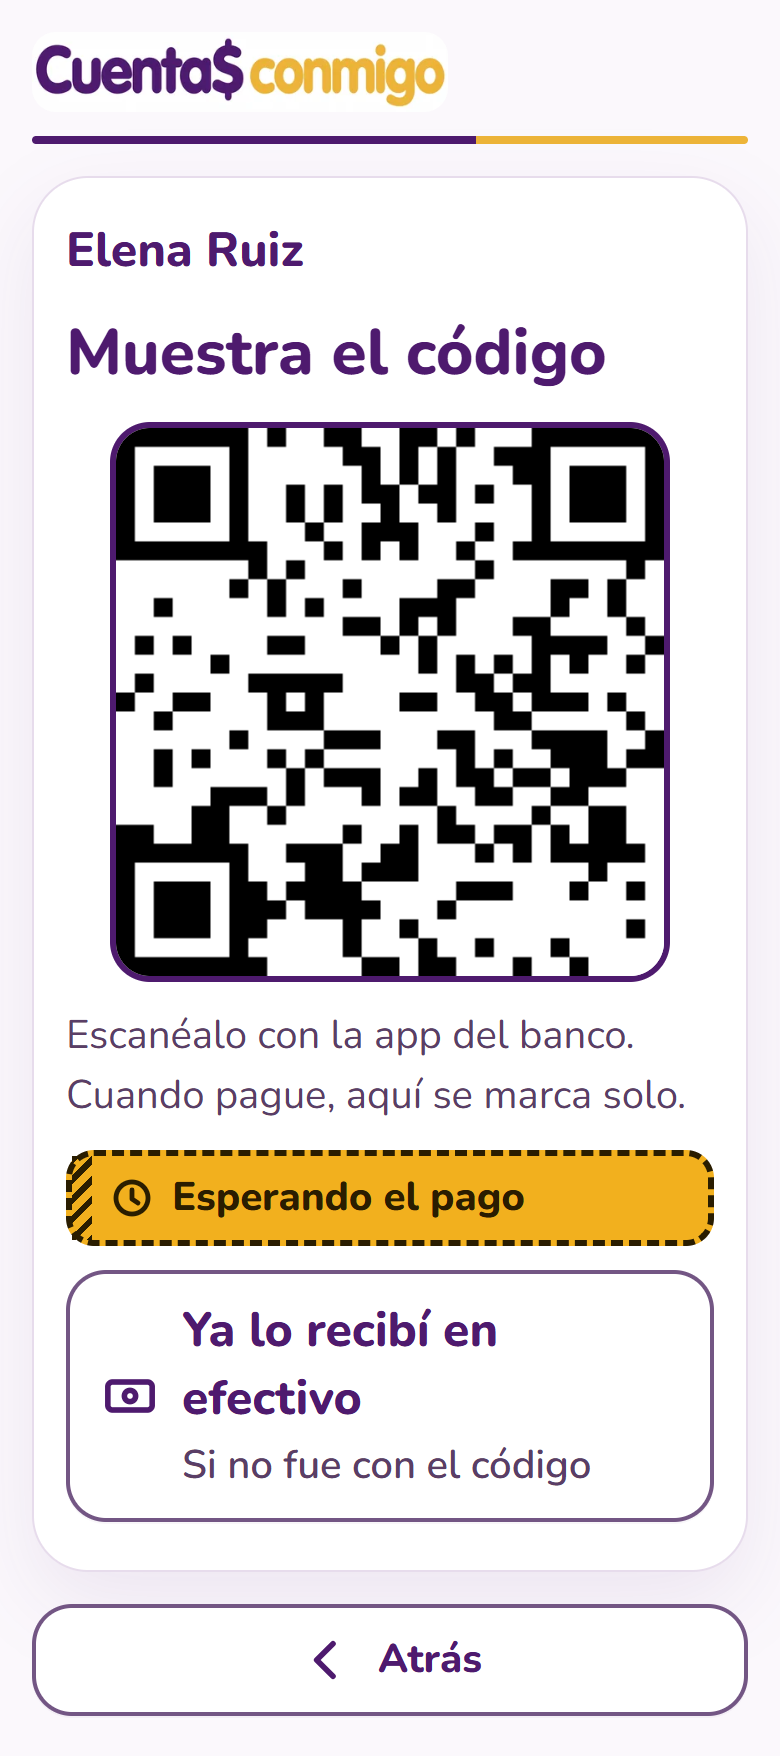 Cuenta$ conmigo
Elena Ruiz
Muestra el código
Escanéalo con la app del banco.
Cuando pague, aquí se marca solo.
Esperando el pago
Ya lo recibí en
efectivo
Si no fue con el código
Atrás